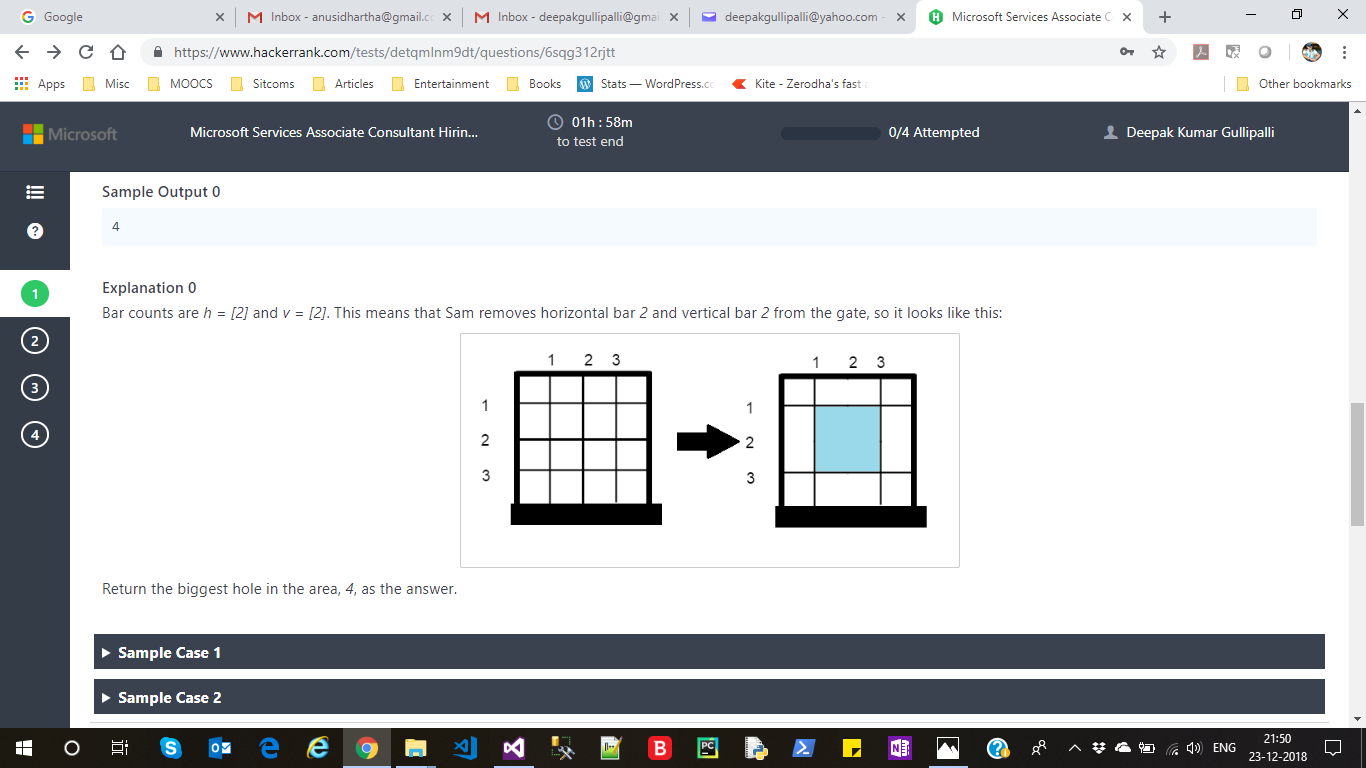 Google
Inbox - anusidhartha@gmail.c
Inbox - deepakgullipalli@gmai
deepakgullipalli@yahoo.com -
Microsoft Services Associate C
https://www.hackerrank.com/tests/detqmlnm9dt/questions/6sqg312rjtt
Apps Misc MOOCS Sitcoms Articles Entertainment Books Stats — WordPress.c Kite - Zerodha's fast Other bookmarks
Microsoft
Microsoft Services Associate Consultant Hirin...
01h : 58m
to test end
0/4 Attempted
Deepak Kumar Gullipalli
?
1
2
3
4
Sample Output 0
4
Explanation 0
Bar counts are h = [2] and v = [2]. This means that Sam removes horizontal bar 2 and vertical bar 2 from the gate, so it looks like this:
1 2 3
1
2
3
1 2 3
1
2
3
Return the biggest hole in the area, 4, as the answer.
Sample Case 1
Sample Case 2
ENG
21:50
23-12-2018